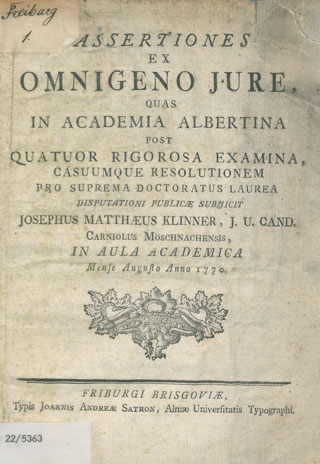 Freiburg
1.
ASSERTIONES
EX
OMNIGENO JURE,
QUAS
IN ACADEMIA ALBERTINA
POST
QUATUOR RIGOROSA EXAMINA,
CASUUMQUE RESOLUTIONEM
PRO SUPREMA DOCTORATUS LAUREA
DISPUTATIONI PUBLICÆ SUBJICIT
JOSEPHUS MATTHÆUS KLINNER, J. U. CAND.
CARNIOLUS MÖSCHNACHENSIS,
IN AULA ACADEMICA
Mense Augusto Anno 1770.
FRIBURGI BRISGOVIÆ,
Typis JOANNIS ANDREÆ SATRON, Almæ Universitatis Typographi.
22/5363